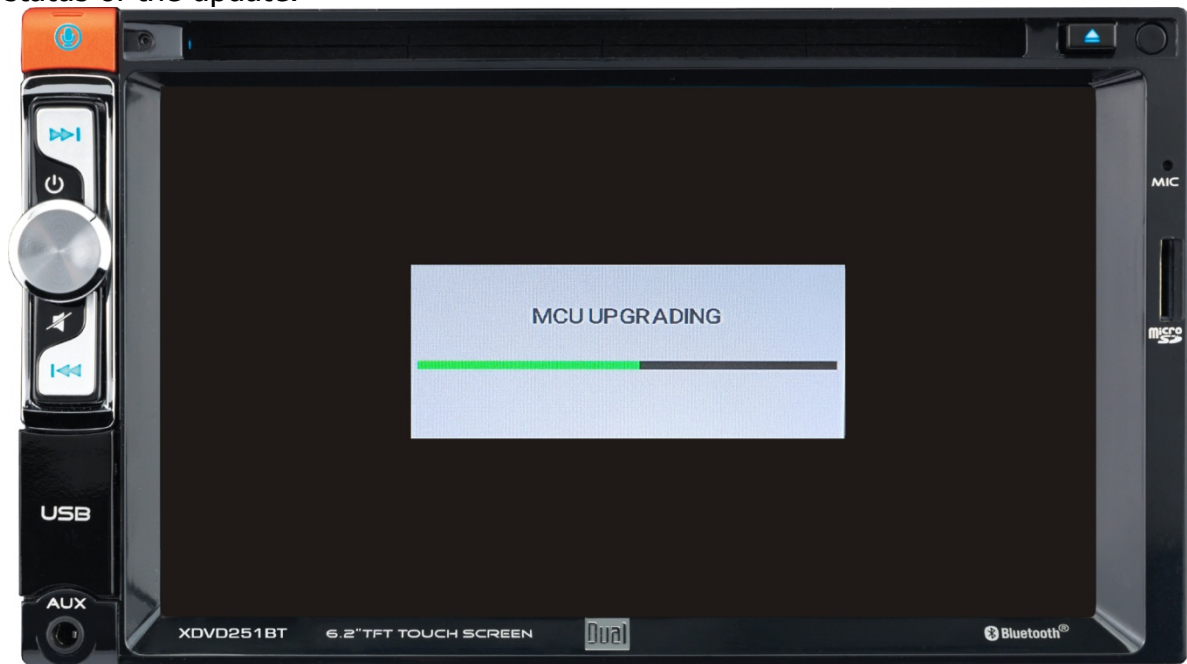 status of the update.
MIC
MCU UPGRADING
micro SD
USB
AUX
XDVD251BT 6.2"TFT TOUCH SCREEN Dual Bluetooth®